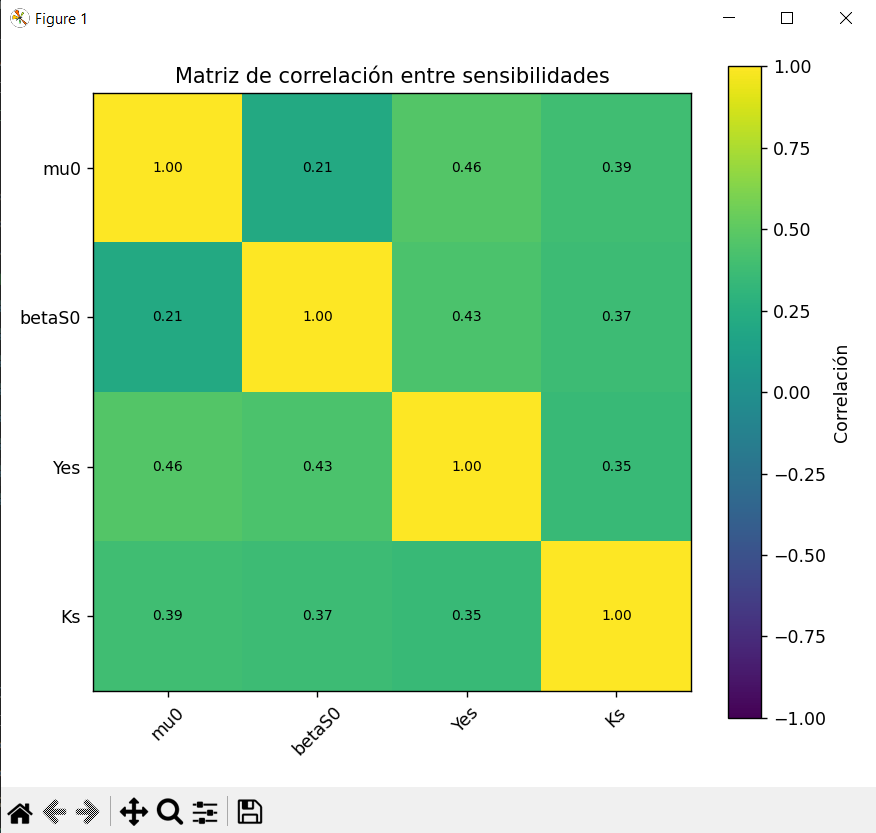 Figure 1
Matriz de correlación entre sensibilidades
mu0 1.00 0.21 0.46 0.39
betaS0 0.21 1.00 0.43 0.37
Yes 0.46 0.43 1.00 0.35
Ks 0.39 0.37 0.35 1.00
mu0 betaS0 Yes Ks
1.00
0.75
0.50
0.25
0.00
−0.25
−0.50
−0.75
−1.00
Correlación